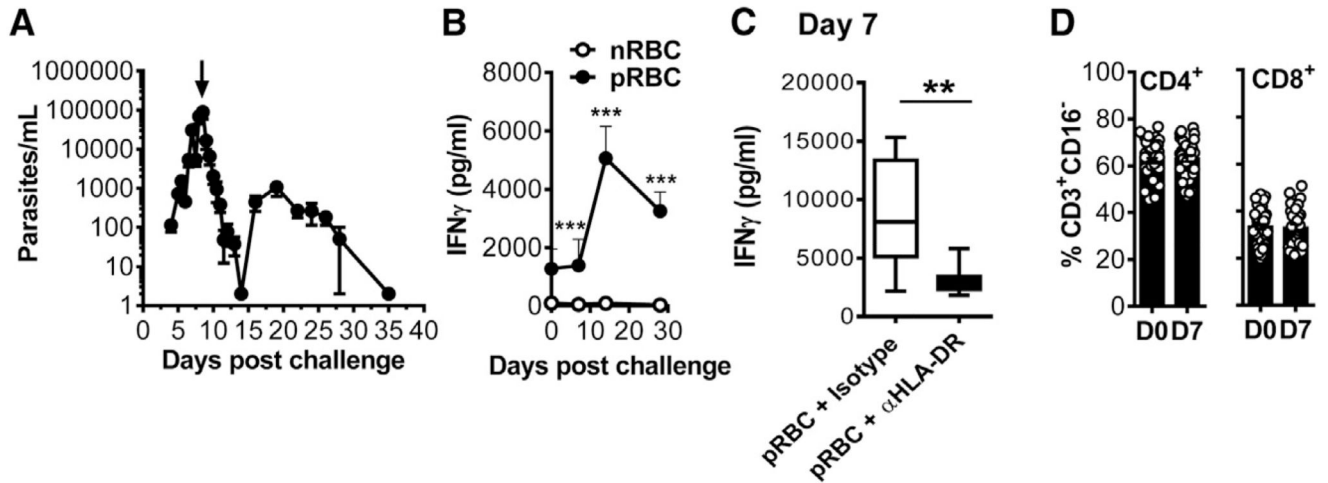 A
Parasites/mL
1000000
100000
10000
1000
100
10
1
0 5 10 15 20 25 30 35 40
Days post challenge
B
nRBC
pRBC
IFNγ (pg/ml)
8000
6000
4000
2000
0
***
***
***
0 10 20 30
Days post challenge
C Day 7
IFNγ (pg/ml)
20000
15000
10000
5000
0
**
pRBC + Isotype
pRBC + αHLA-DR
D
% CD3⁺CD16⁻
100
80
60
40
20
0
CD4⁺
D0 D7
CD8⁺
D0 D7